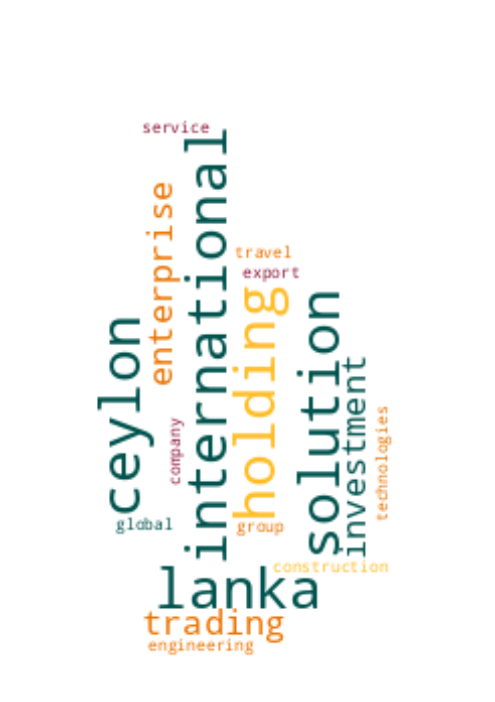 service
international
enterprise
travel
export
holding
solution
ceylon
investment
technologies
company
global
group
construction
lanka
trading
engineering